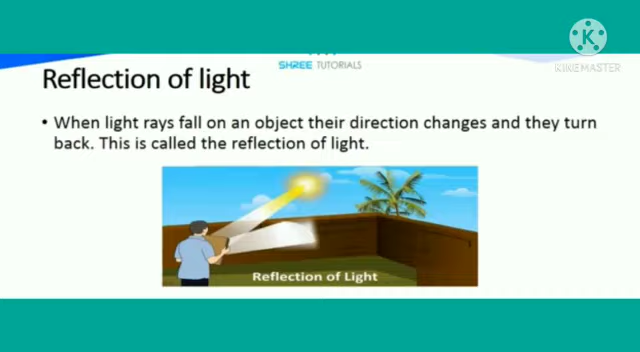 K
KINEMASTER
SHREE TUTORIALS
Reflection of light
• When light rays fall on an object their direction changes and they turn
back. This is called the reflection of light.
Reflection of Light